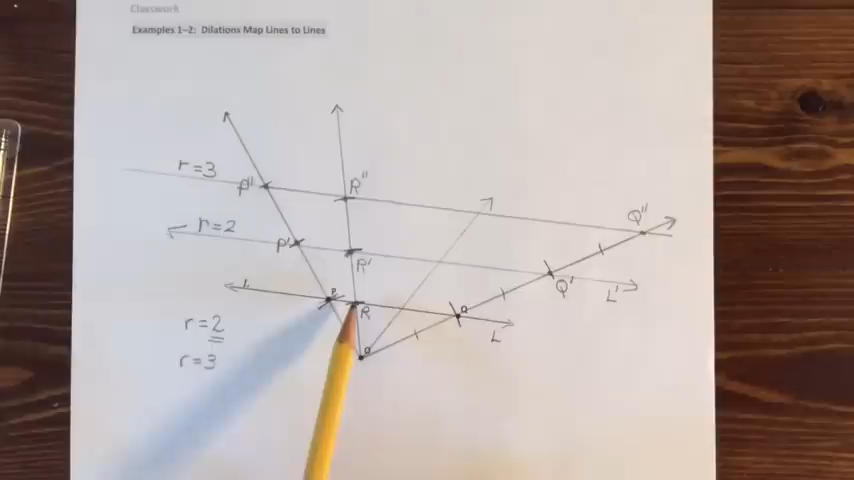 Classwork
Examples 1–2: Dilations Map Lines to Lines
r=3
P"
R"
Q"
r=2
P'
R'
Q'
L'
L
P
R
Q
L
r=2
r=3
O